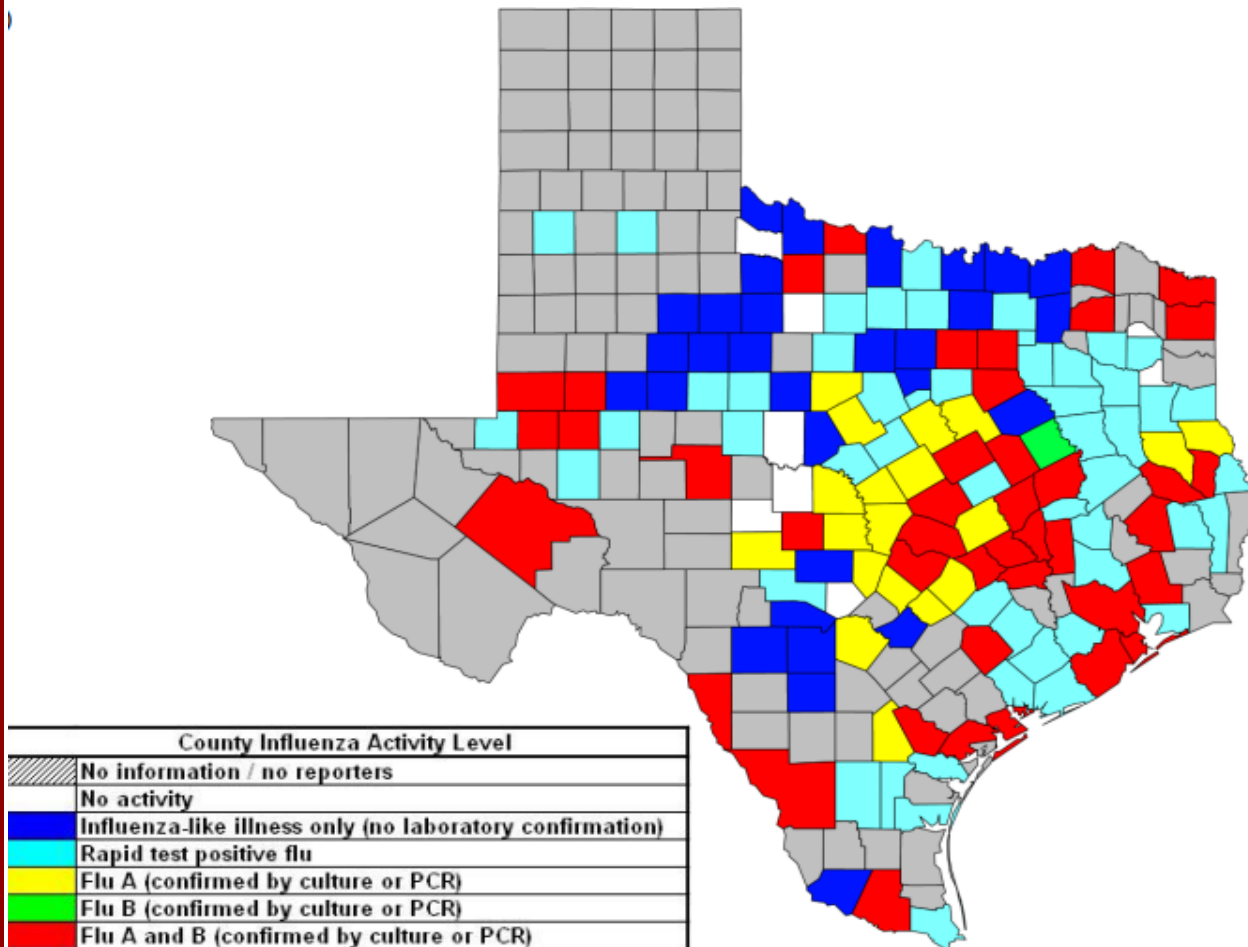 County Influenza Activity Level
No information / no reporters
No activity
Influenza-like illness only (no laboratory confirmation)
Rapid test positive flu
Flu A (confirmed by culture or PCR)
Flu B (confirmed by culture or PCR)
Flu A and B (confirmed by culture or PCR)